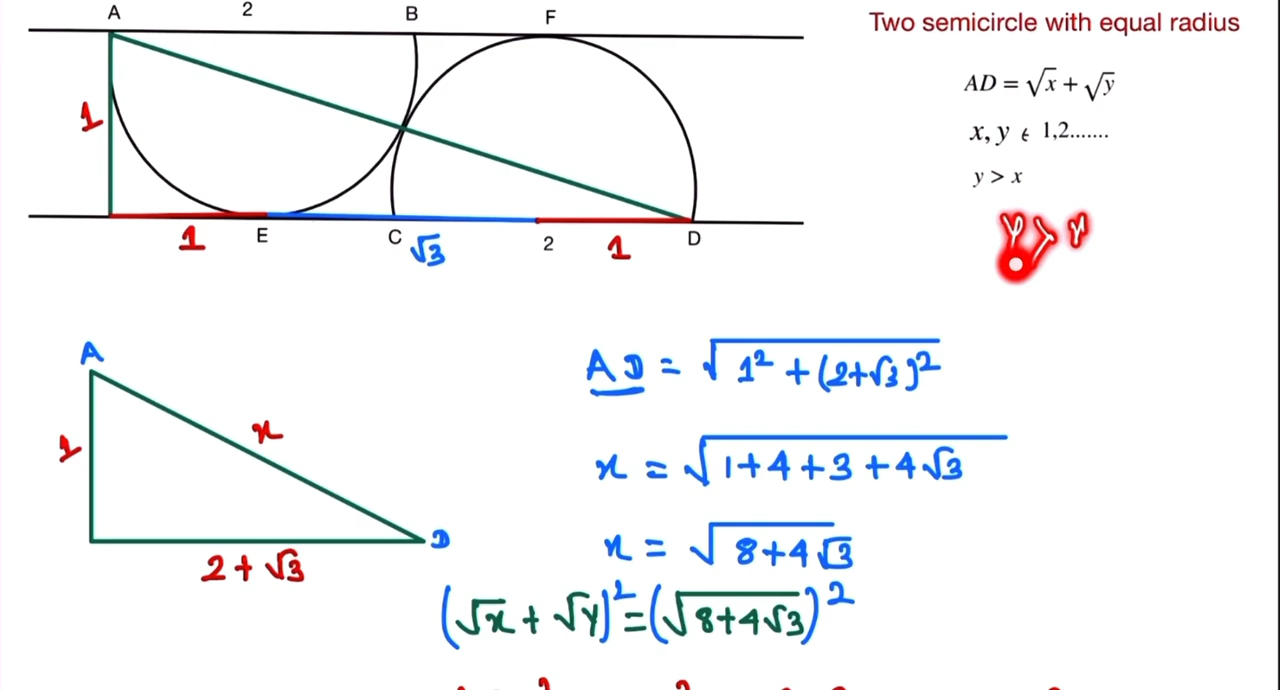 A 2 B F
Two semicircle with equal radius
AD = √x + √y
x, y ϵ 1,2.......
y > x
y > x
1
1 E C √3 2 1 D
A
1 x
D
2 + √3
AD = √1² + (2+√3)²
x = √1+4+3+4√3
x = √8+4√3
(√x + √y)² = (√8+4√3)²